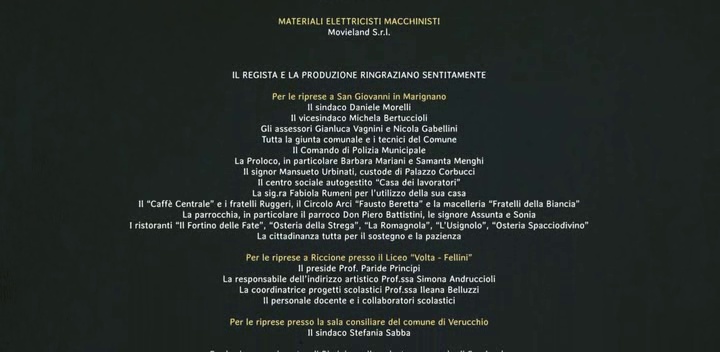 MATERIALI ELETTRICISTI MACCHINISTI
Movieland S.r.l.
IL REGISTA E LA PRODUZIONE RINGRAZIANO SENTITAMENTE
Per le riprese a San Giovanni in Marignano
Il sindaco Daniele Morelli
Il vicesindaco Michela Bertuccioli
Gli assessori Gianluca Vagnini e Nicola Gabellini
Tutta la giunta comunale e i tecnici del Comune
Il Comando di Polizia Municipale
La Proloco, in particolare Barbara Mariani e Samanta Menghi
Il signor Mansueto Urbinati, custode di Palazzo Corbucci
Il centro sociale autogestito "Casa dei lavoratori"
La sig.ra Fabiola Rumeni per l'utilizzo della sua casa
Il "Caffè Centrale" e i fratelli Ruggeri, il Circolo Arci "Fausto Beretta" e la macelleria "Fratelli della Biancia"
La parrocchia, in particolare il parroco Don Piero Battistini, le signore Assunta e Sonia
I ristoranti "Il Fortino delle Fate", "Osteria della Strega", "La Romagnola", "L'Usignolo", "Osteria Spacciodivino"
La cittadinanza tutta per il sostegno e la pazienza
Per le riprese a Riccione presso il Liceo "Volta - Fellini"
Il preside Prof. Paride Principi
La responsabile dell'indirizzo artistico Prof.ssa Simona Andruccioli
La coordinatrice progetti scolastici Prof.ssa Ileana Belluzzi
Il personale docente e i collaboratori scolastici
Per le riprese presso la sala consiliare del comune di Verucchio
Il sindaco Stefania Sabba